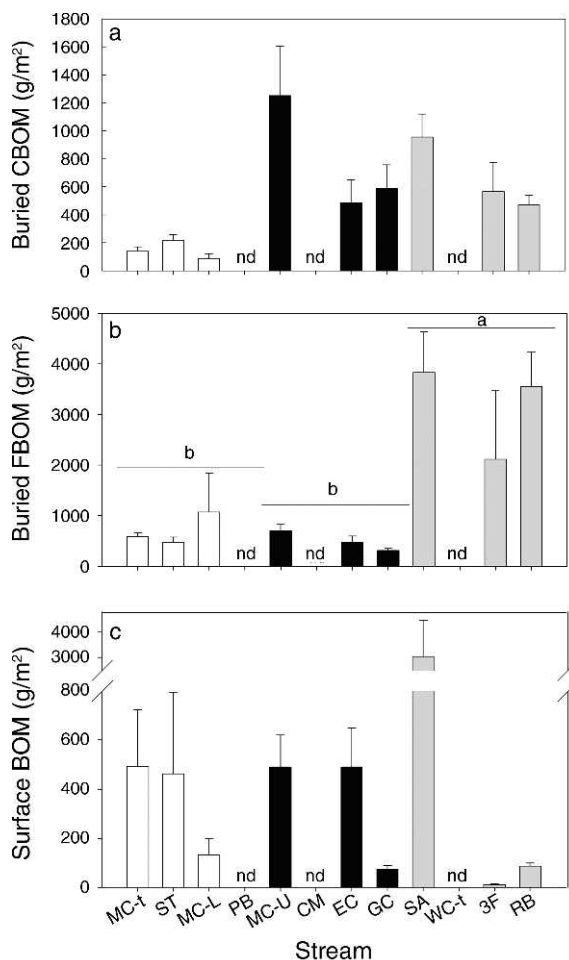 a
Buried CBOM (g/m²)
1800
1600
1400
1200
1000
800
600
400
200
0
nd
nd
nd
b
Buried FBOM (g/m²)
5000
4000
3000
2000
1000
0
b
b
a
nd
nd
nd
c
Surface BOM (g/m²)
4000
3000
800
600
400
200
0
nd
nd
nd
MC-t
ST
MC-L
PB
MC-U
CM
EC
GC
SA
WC-t
3F
RB
Stream